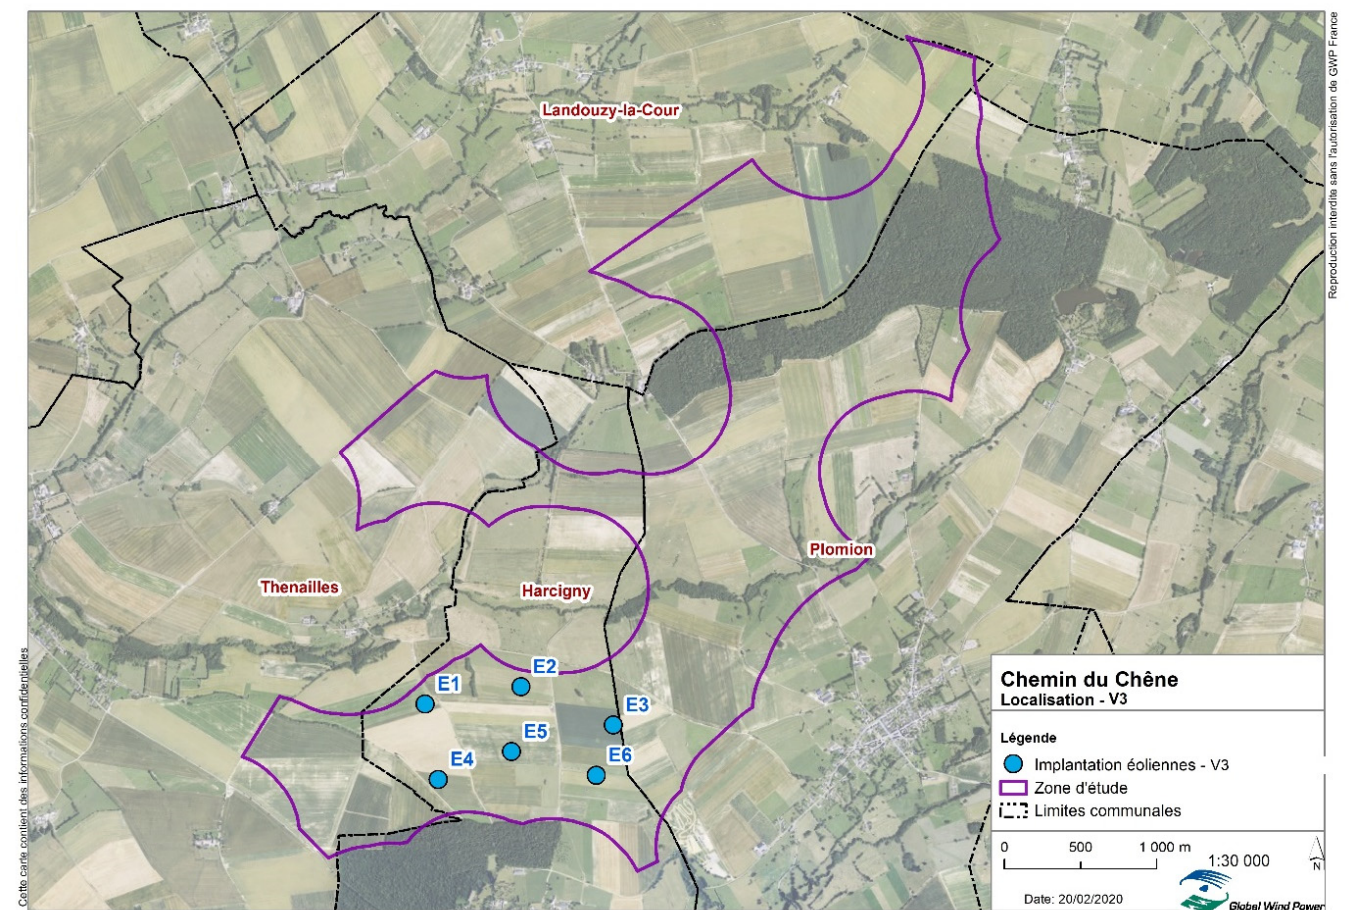 Reproduction interdite sans l'autorisation de GWP France
Landouzy-la-Cour
Plomion
Thenailles
Harcigny
E2
E1
E3
E5
E6
E4
Cette carte contient des informations confidentielles
Chemin du Chêne
Localisation - V3
Légende
Implantation éoliennes - V3
Zone d'étude
Limites communales
0 500 1 000 m
1:30 000
N
Date: 20/02/2020
Global Wind Power